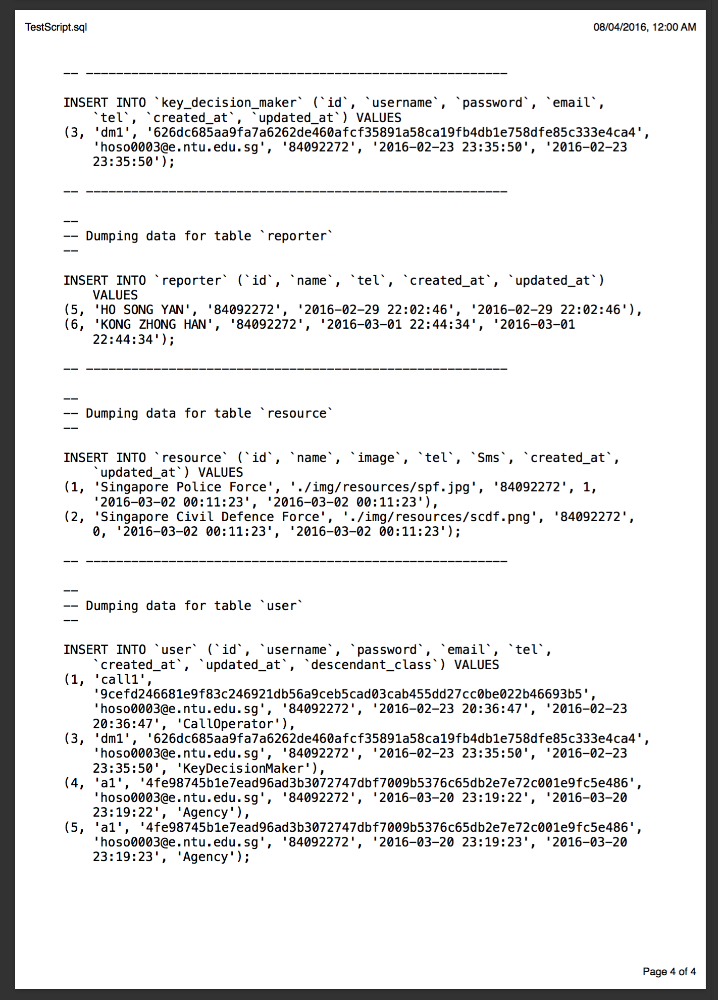 TestScript.sql
08/04/2016, 12:00 AM
-- --------------------------------------------------------
INSERT INTO `key_decision_maker` (`id`, `username`, `password`, `email`,
`tel`, `created_at`, `updated_at`) VALUES
(3, 'dm1', '626dc685aa9fa7a6262de460afcf35891a58ca19fb4db1e758dfe85c333e4ca4',
'hoso0003@e.ntu.edu.sg', '84092272', '2016-02-23 23:35:50', '2016-02-23
23:35:50');
-- --------------------------------------------------------
--
-- Dumping data for table `reporter`
--
INSERT INTO `reporter` (`id`, `name`, `tel`, `created_at`, `updated_at`)
VALUES
(5, 'HO SONG YAN', '84092272', '2016-02-29 22:02:46', '2016-02-29 22:02:46'),
(6, 'KONG ZHONG HAN', '84092272', '2016-03-01 22:44:34', '2016-03-01
22:44:34');
-- --------------------------------------------------------
--
-- Dumping data for table `resource`
--
INSERT INTO `resource` (`id`, `name`, `image`, `tel`, `Sms`, `created_at`,
`updated_at`) VALUES
(1, 'Singapore Police Force', './img/resources/spf.jpg', '84092272', 1,
'2016-03-02 00:11:23', '2016-03-02 00:11:23'),
(2, 'Singapore Civil Defence Force', './img/resources/scdf.png', '84092272',
0, '2016-03-02 00:11:23', '2016-03-02 00:11:23');
-- --------------------------------------------------------
--
-- Dumping data for table `user`
--
INSERT INTO `user` (`id`, `username`, `password`, `email`, `tel`,
`created_at`, `updated_at`, `descendant_class`) VALUES
(1, 'call1',
'9cefd246681e9f83c246921db56a9ceb5cad03cab455dd27cc0be022b46693b5',
'hoso0003@e.ntu.edu.sg', '84092272', '2016-02-23 20:36:47', '2016-02-23
20:36:47', 'CallOperator'),
(3, 'dm1', '626dc685aa9fa7a6262de460afcf35891a58ca19fb4db1e758dfe85c333e4ca4',
'hoso0003@e.ntu.edu.sg', '84092272', '2016-02-23 23:35:50', '2016-02-23
23:35:50', 'KeyDecisionMaker'),
(4, 'a1', '4fe98745b1e7ead96ad3b3072747dbf7009b5376c65db2e7e72c001e9fc5e486',
'hoso0003@e.ntu.edu.sg', '84092272', '2016-03-20 23:19:22', '2016-03-20
23:19:22', 'Agency'),
(5, 'a1', '4fe98745b1e7ead96ad3b3072747dbf7009b5376c65db2e7e72c001e9fc5e486',
'hoso0003@e.ntu.edu.sg', '84092272', '2016-03-20 23:19:23', '2016-03-20
23:19:23', 'Agency');
Page 4 of 4